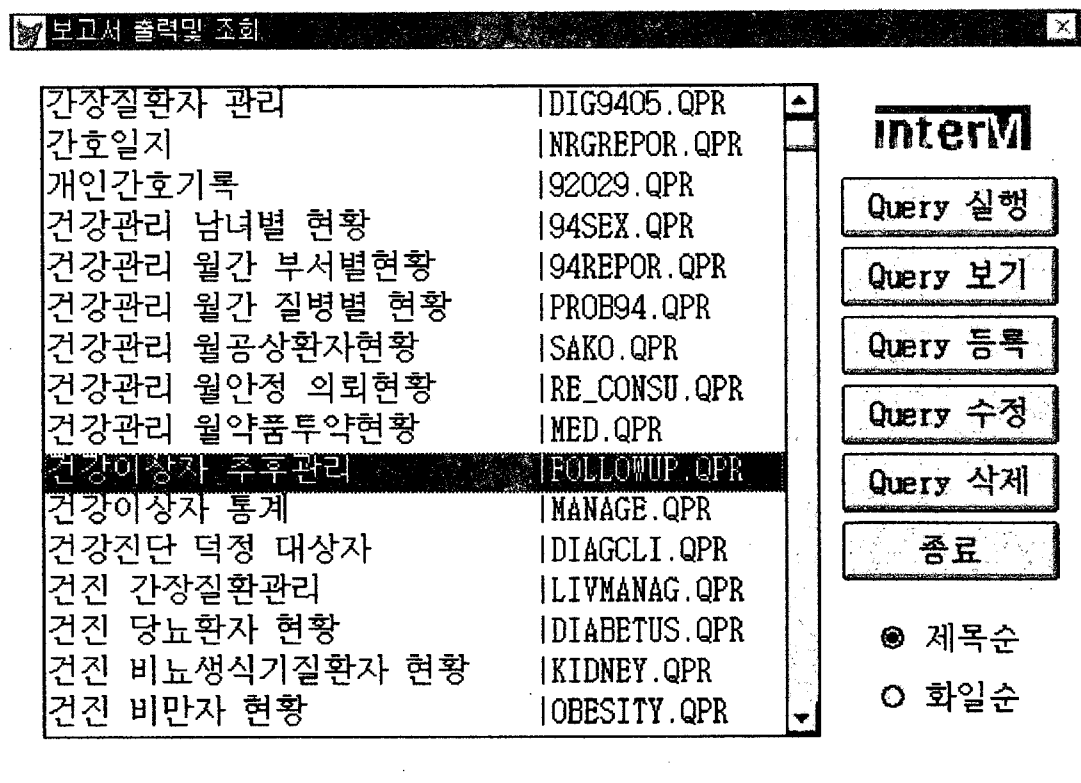 보고서 출력및 조회
간장질환자 관리 |DIG9405.QPR
간호일지 |NRGREPOR.QPR
개인간호기록 |92029.QPR
건강관리 남녀별 현황 |94SEX.QPR
건강관리 월간 부서별현황 |94REPOR.QPR
건강관리 월간 질병별 현황 |PROB94.QPR
건강관리 월공상환자현황 |SAKO.QPR
건강관리 월안정 의뢰현황 |RE_CONSU.QPR
건강관리 월약품투약현황 |MED.QPR
건강이상자 추후관리 |FOLLOWUP.QPR
건강이상자 통계 |MANAGE.QPR
건강진단 덕정 대상자 |DIAGCLI.QPR
건진 간장질환관리 |LIVMANAG.QPR
건진 당뇨환자 현황 |DIABETUS.QPR
건진 비뇨생식기질환자 현황 |KIDNEY.QPR
건진 비만자 현황 |OBESITY.QPR
interM
Query 실행
Query 보기
Query 등록
Query 수정
Query 삭제
종료
제목순
화일순